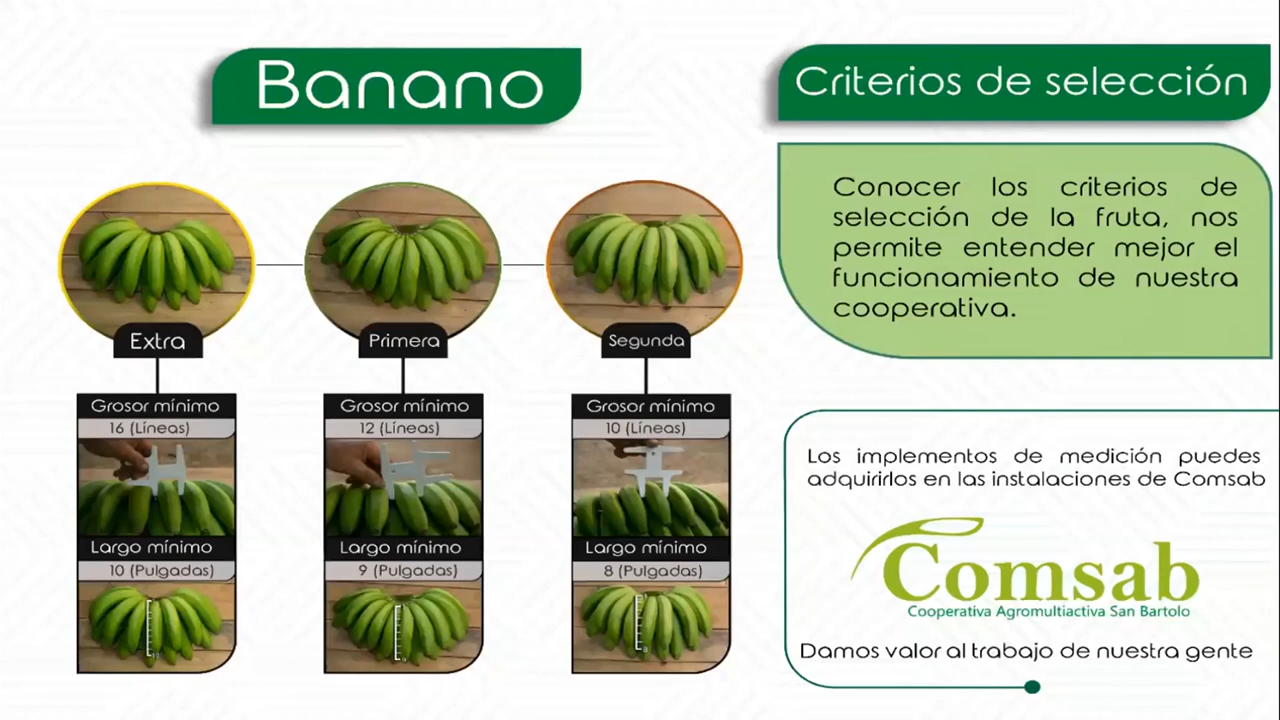 Banano
Extra
Primera
Segunda
Grosor mínimo
16 (Líneas)
Largo mínimo
10 (Pulgadas)
Grosor mínimo
12 (Líneas)
Largo mínimo
9 (Pulgadas)
Grosor mínimo
10 (Líneas)
Largo mínimo
8 (Pulgadas)
Criterios de selección
Conocer los criterios de
selección de la fruta, nos
permite entender mejor el
funcionamiento de nuestra
cooperativa.
Los implementos de medición puedes
adquirirlos en las instalaciones de Comsab
Comsab
Cooperativa Agromultiactiva San Bartolo
Damos valor al trabajo de nuestra gente